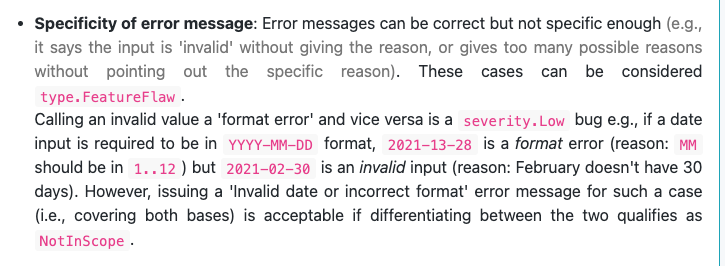 • Specificity of error message: Error messages can be correct but not specific enough (e.g.,
it says the input is 'invalid' without giving the reason, or gives too many possible reasons
without pointing out the specific reason). These cases can be considered
type.FeatureFlaw .
Calling an invalid value a 'format error' and vice versa is a severity.Low bug e.g., if a date
input is required to be in YYYY-MM-DD format, 2021-13-28 is a format error (reason: MM
should be in 1..12 ) but 2021-02-30 is an invalid input (reason: February doesn't have 30
days). However, issuing a 'Invalid date or incorrect format' error message for such a case
(i.e., covering both bases) is acceptable if differentiating between the two qualifies as
NotInScope .